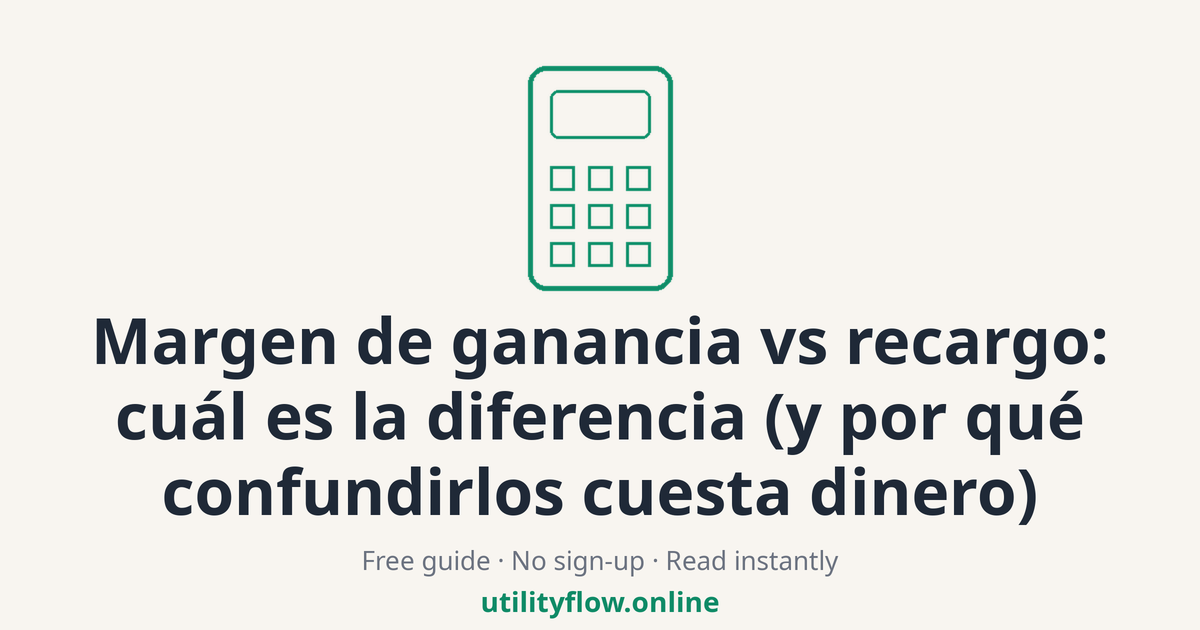 Margen de ganancia vs recargo:
cuál es la diferencia (y por qué
confundirlos cuesta dinero)
Free guide · No sign-up · Read instantly
utilityflow.online